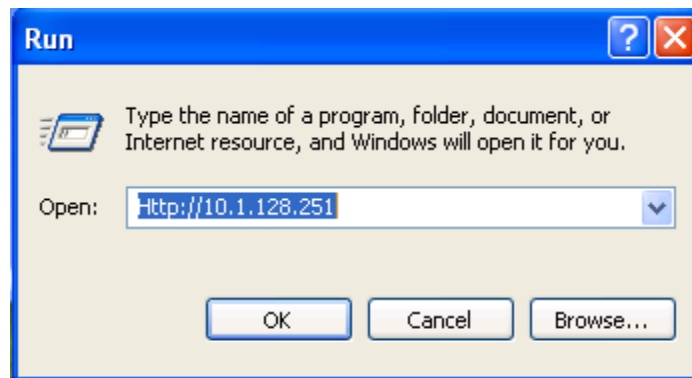 Run
Type the name of a program, folder, document, or
Internet resource, and Windows will open it for you.
Open: Http://10.1.128.251
OK Cancel Browse...